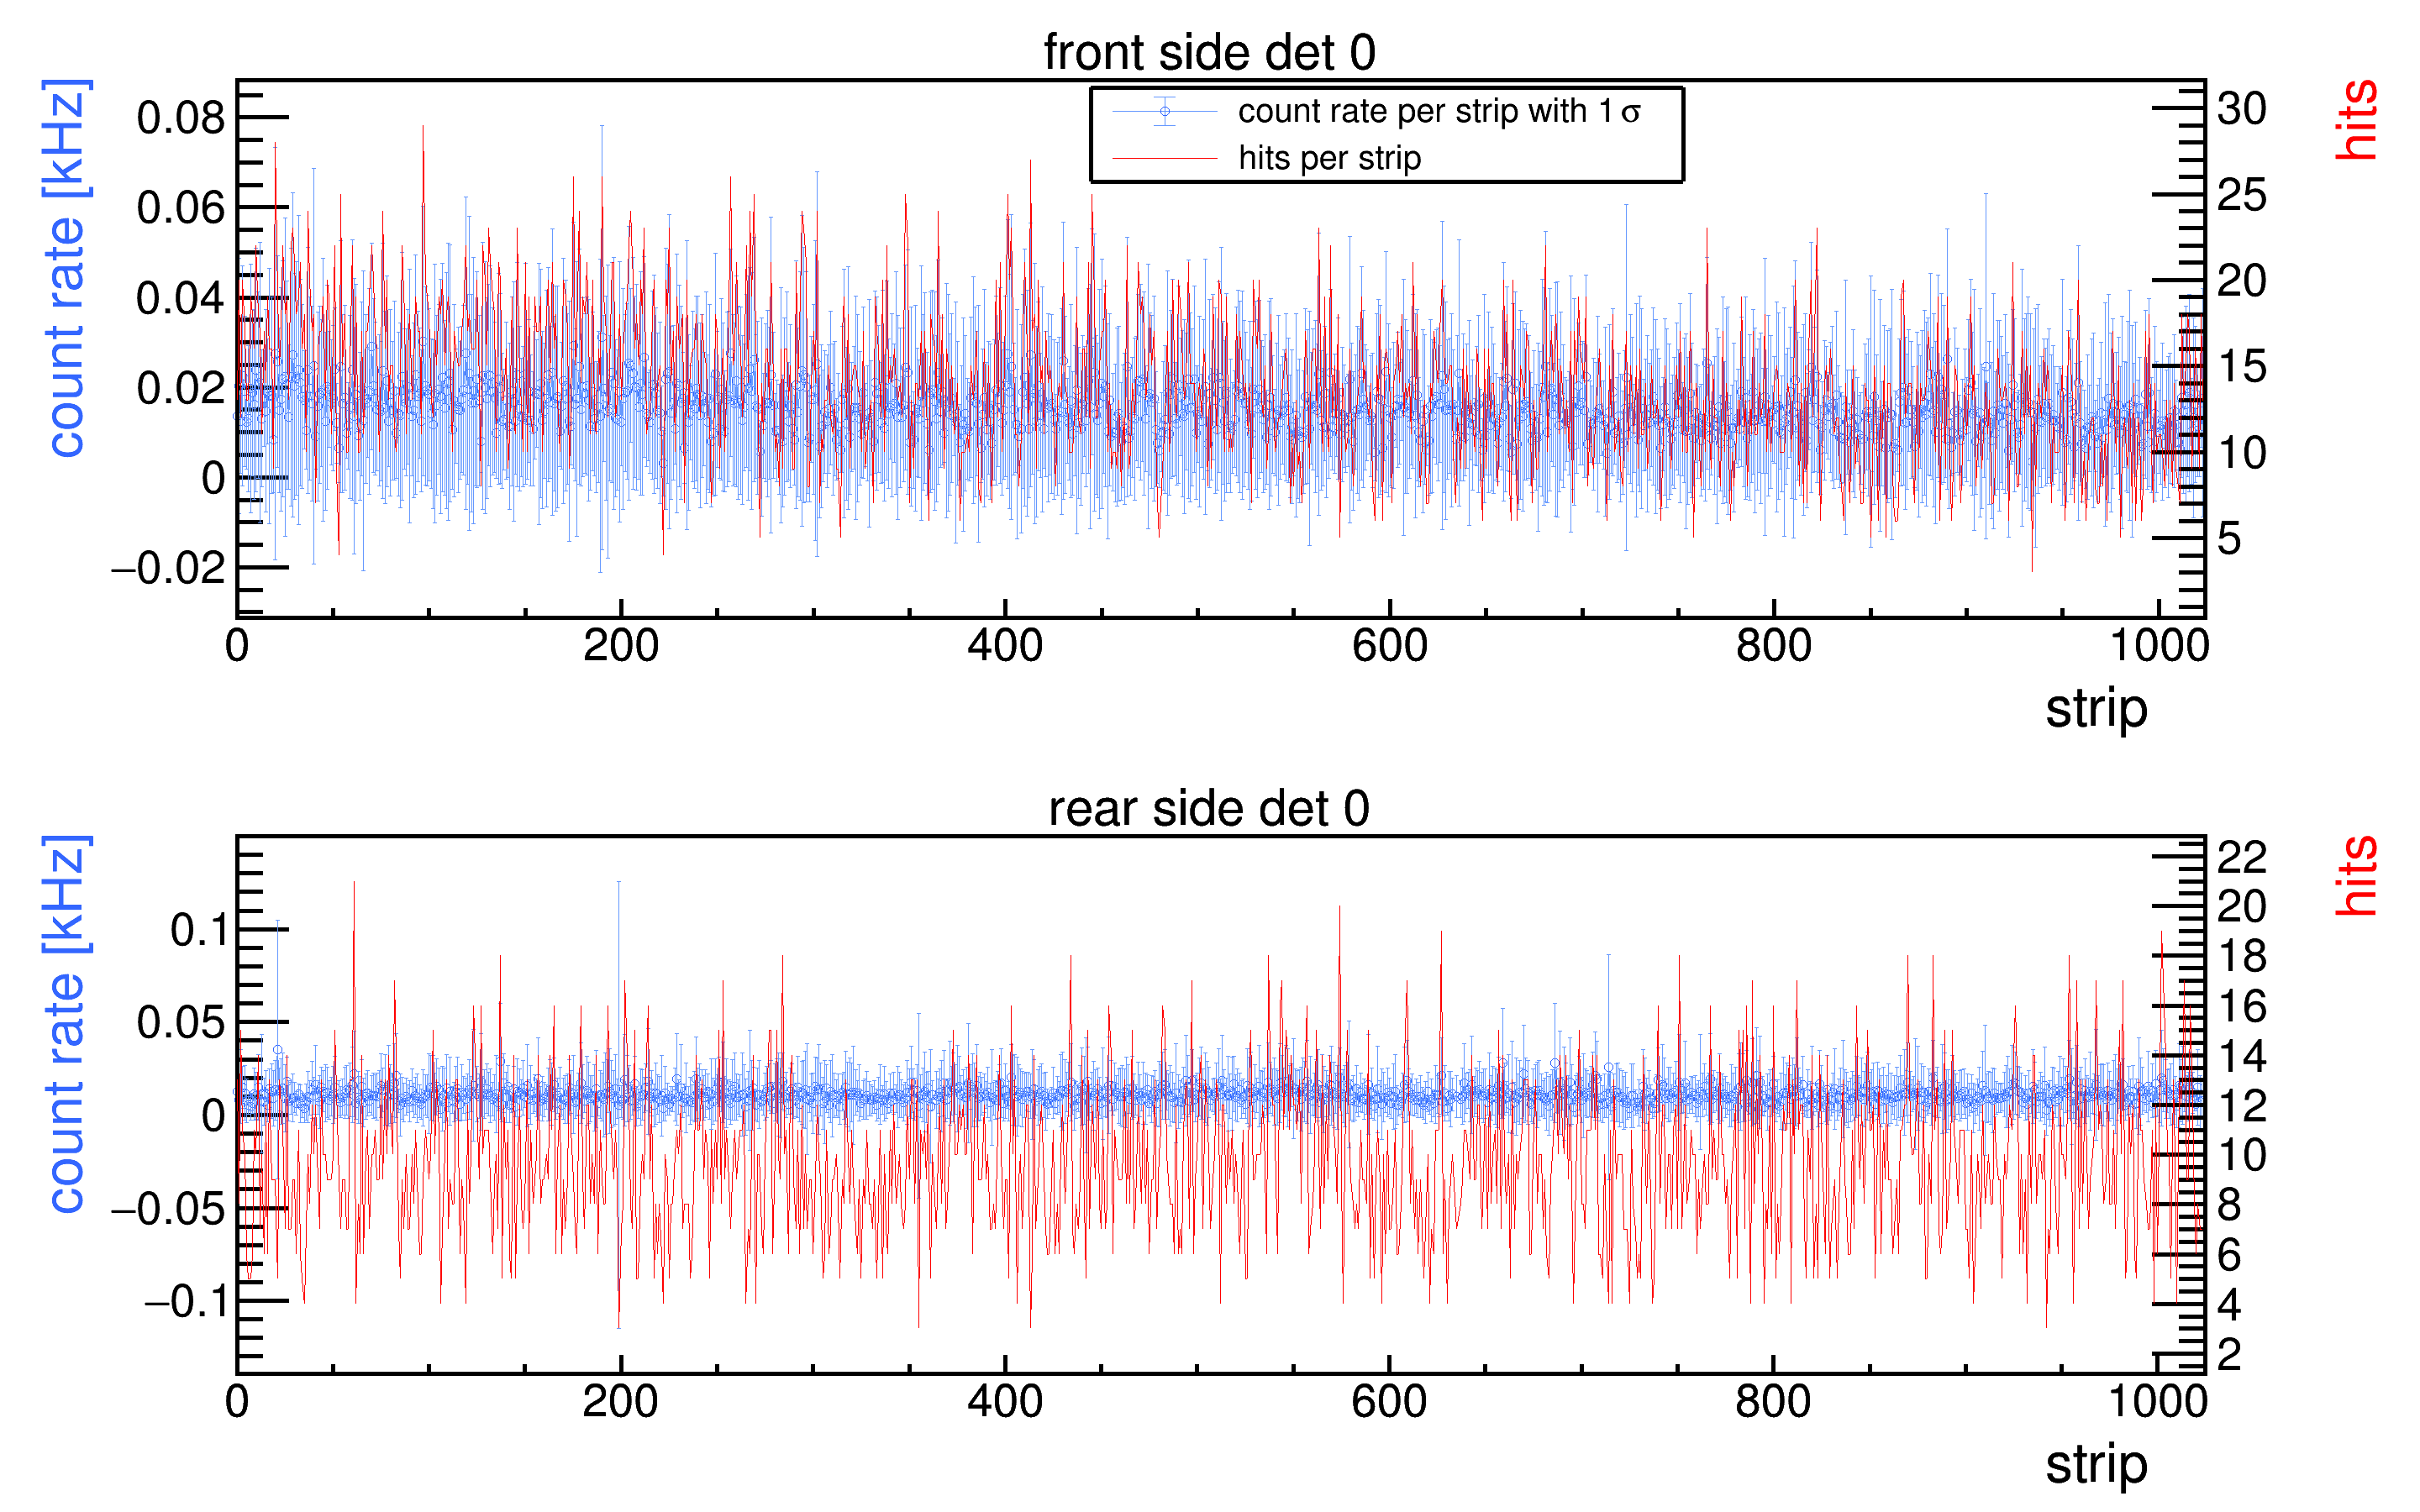 front side det 0
count rate [kHz]
hits
count rate per strip with 1 σ
hits per strip
0.08
0.06
0.04
0.02
0
−0.02
30
25
20
15
10
5
0 200 400 600 800 1000
strip
rear side det 0
count rate [kHz]
hits
0.1
0.05
0
−0.05
−0.1
22
20
18
16
14
12
10
8
6
4
2
0 200 400 600 800 1000
strip